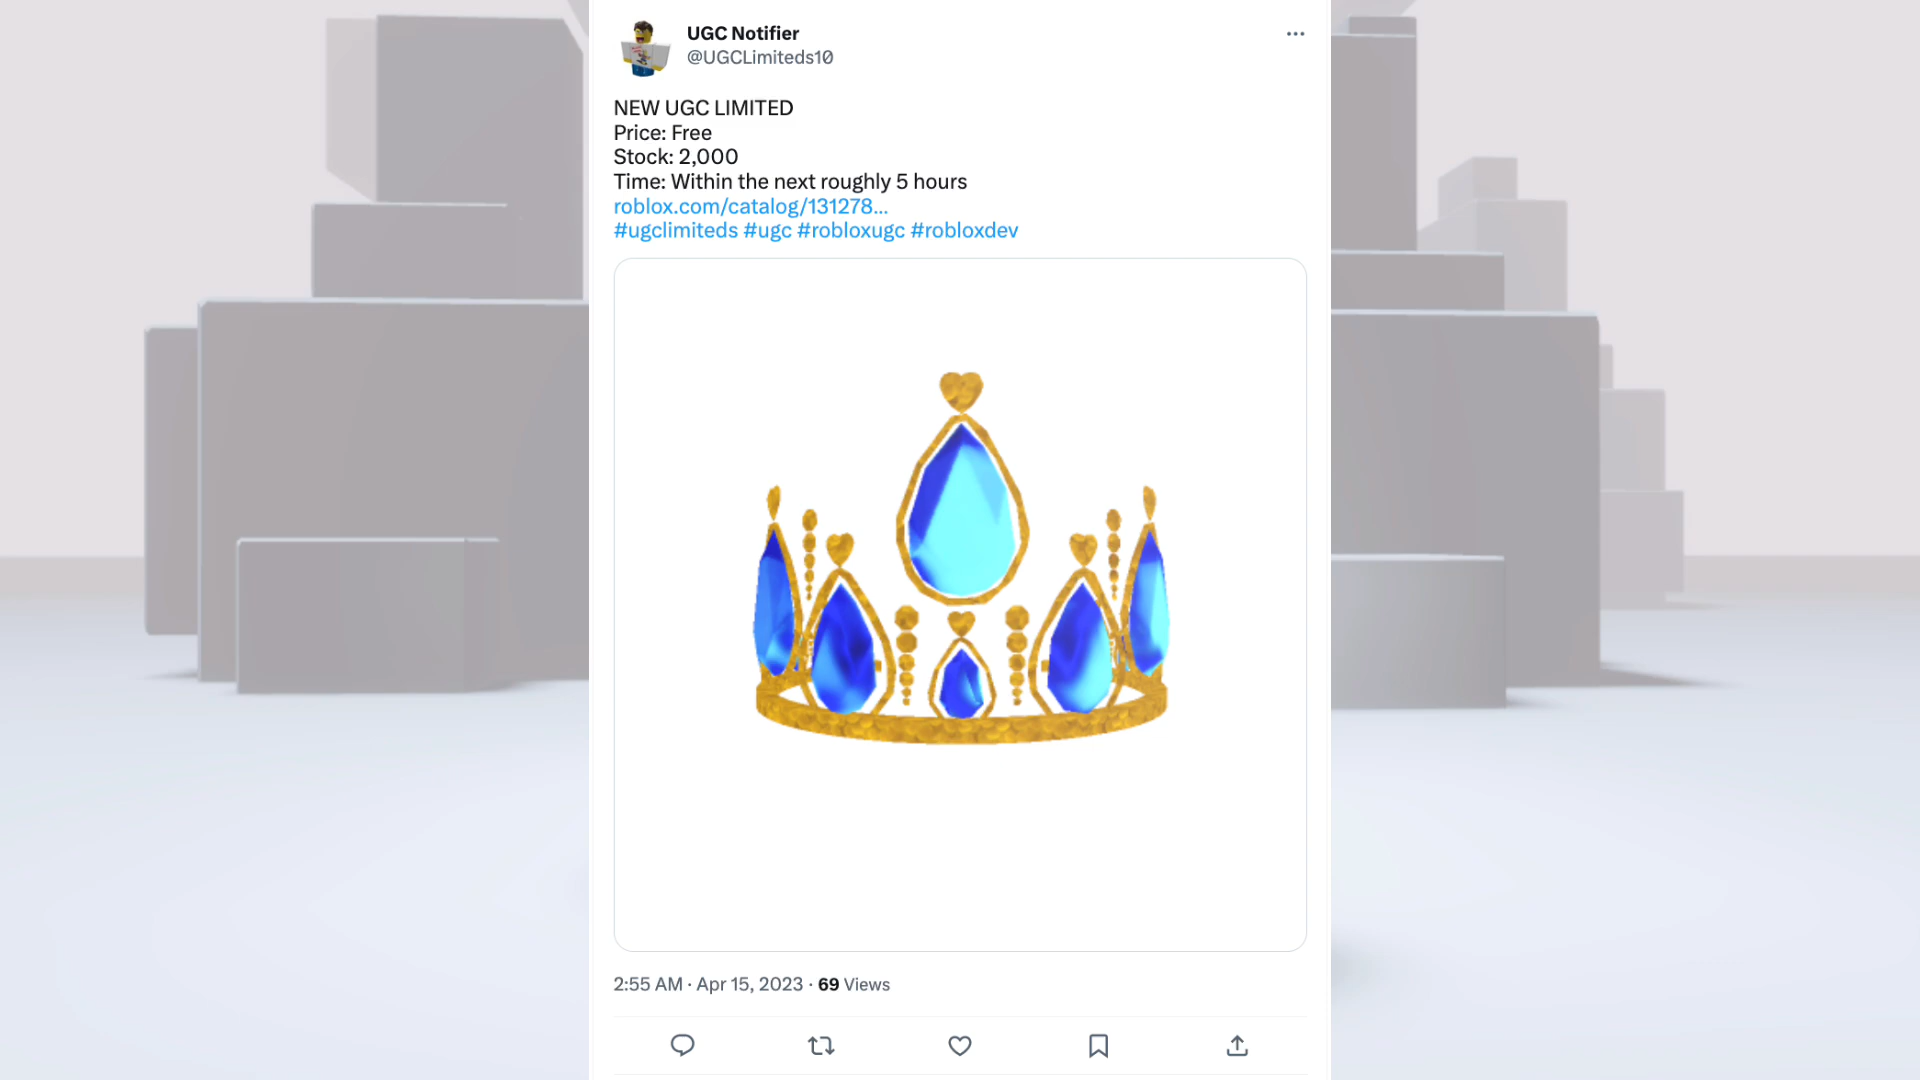 UGC Notifier
@UGCLimiteds10
NEW UGC LIMITED
Price: Free
Stock: 2,000
Time: Within the next roughly 5 hours
roblox.com/catalog/131278...
#ugclimiteds #ugc #robloxugc #robloxdev
2:55 AM · Apr 15, 2023 · 69 Views